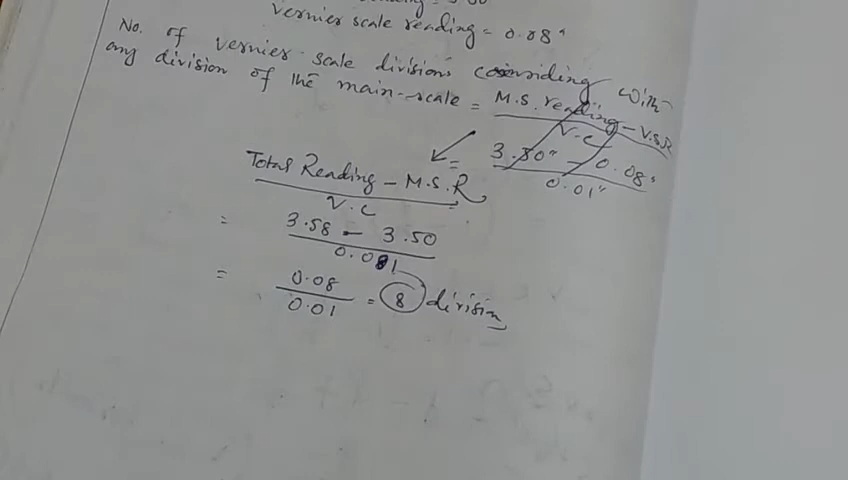 Vernier scale reading = 0.08"
No. of vernier scale divisions coinciding with
any division of the main-scale = M.S. reading - V.S.R
V.C
= 3.50" - 0.08"
0.01"
Total Reading - M.S.R
V.C
= 3.58 - 3.50
0.01
= 0.08
0.01
= 8 division